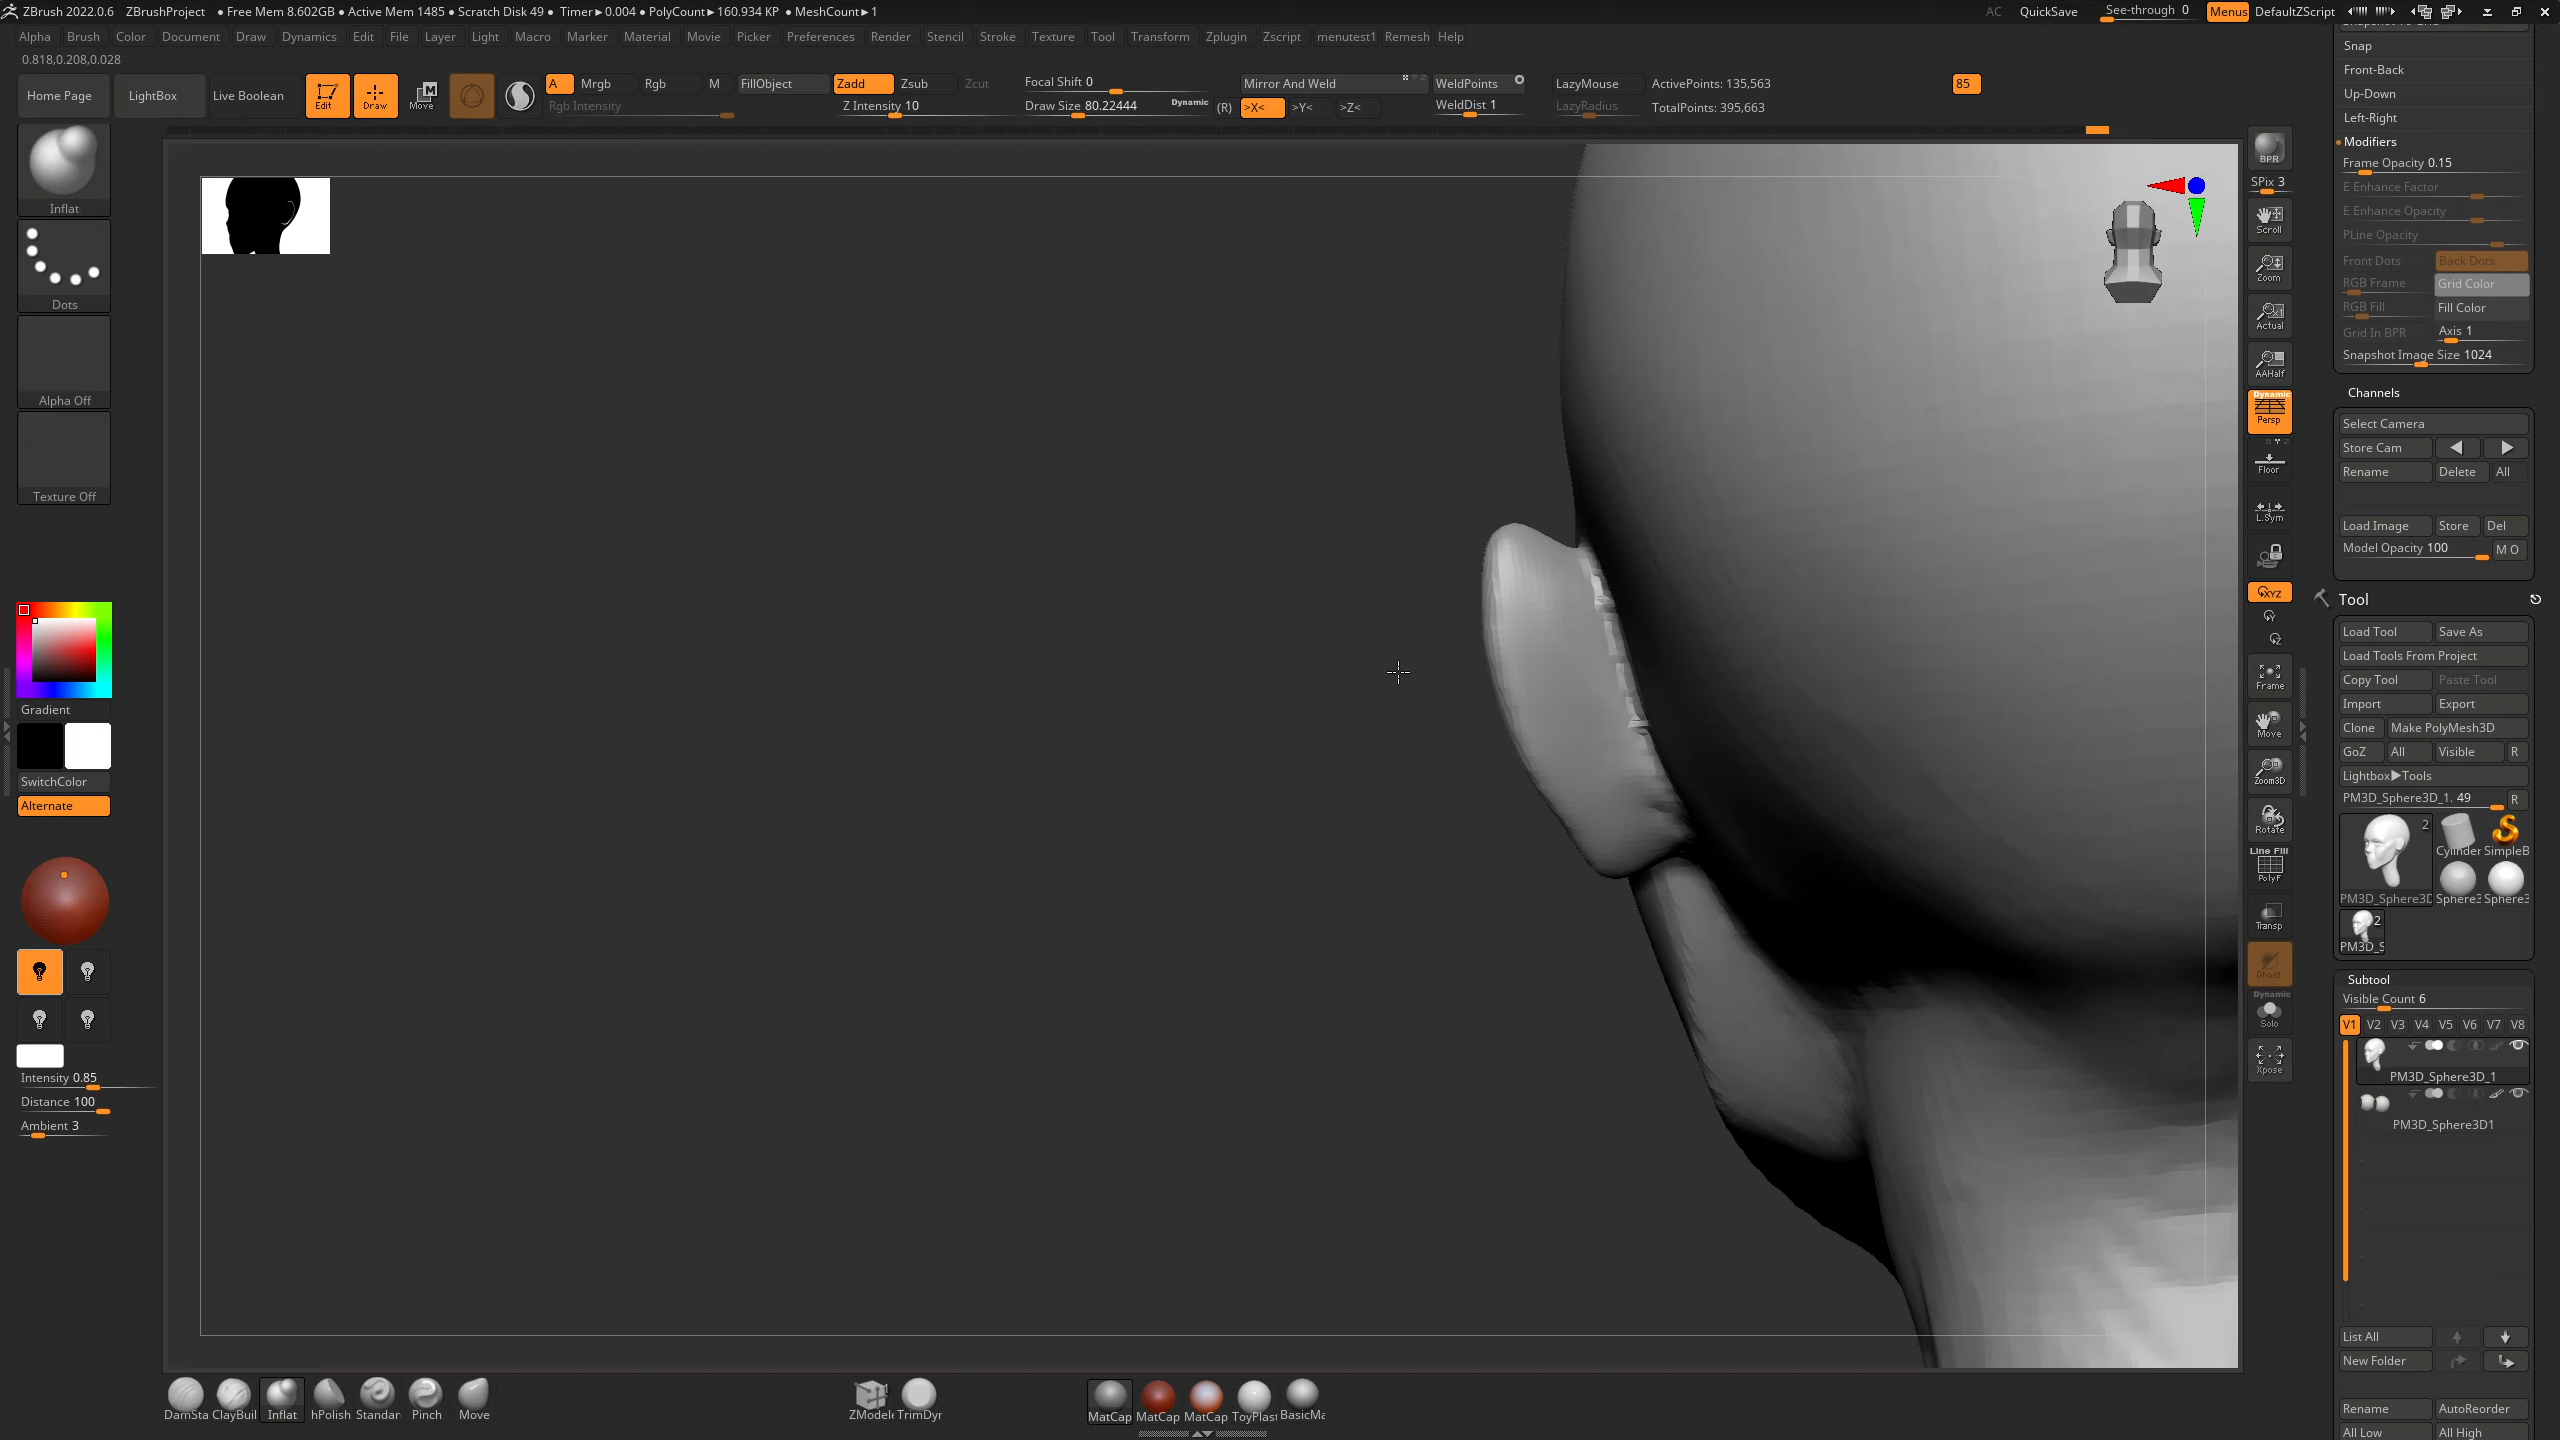 ZBrush 2022.0.6 ZBrushProject • Free Mem 8.602GB • Active Mem 1485 • Scratch Disk 49 • Timer►0.004 • PolyCount►160.934 KP • MeshCount►1 AC QuickSave See-through 0 Menus DefaultZScript
Alpha Brush Color Document Draw Dynamics Edit File Layer Light Macro Marker Material Movie Picker Preferences Render Stencil Stroke Texture Tool Transform Zplugin Zscript menutest1 Remesh Help
0.818,0.208,0.028
Home Page LightBox Live Boolean Edit Draw Move
A Mrgb Rgb M FillObject Zadd Zsub Zcut Focal Shift 0 Mirror And Weld WeldPoints LazyMouse ActivePoints: 135,563 85
Rgb Intensity Z Intensity 10 Draw Size 80.22444 Dynamic (R) >X< >Y< >Z< WeldDist 1 LazyRadius TotalPoints: 395,663
Inflat
Dots
Alpha Off
Texture Off
Gradient
SwitchColor
Alternate
Intensity 0.85
Distance 100
Ambient 3
DamSta ClayBuil Inflat hPolish Standar Pinch Move ZModele TrimDyr MatCap MatCap MatCap ToyPlast BasicMa
BPR
SPix 3
Scroll
Zoom
Actual
AAHalf
Dynamic
Persp
Floor
L.Sym
XYZ
Frame
Move
Zoom3D
Rotate
Line Fill
PolyF
Transp
Ghost
Dynamic
Solo
Xpose
Snap
Front-Back
Up-Down
Left-Right
Modifiers
Frame Opacity 0.15
E Enhance Factor
E Enhance Opacity
PLine Opacity
Front Dots Back Dots
RGB Frame Grid Color
RGB Fill Fill Color
Grid In BPR Axis 1
Snapshot Image Size 1024
Channels
Select Camera
Store Cam
Rename Delete All
Load Image Store Del
Model Opacity 100 M O
Tool
Load Tool Save As
Load Tools From Project
Copy Tool Paste Tool
Import Export
Clone Make PolyMesh3D
GoZ All Visible R
Lightbox►Tools
PM3D_Sphere3D_1. 49 R
2 Cylinder SimpleB
PM3D_Sphere3D Sphere3 Sphere3
2
PM3D_S
Subtool
Visible Count 6
V1 V2 V3 V4 V5 V6 V7 V8
PM3D_Sphere3D_1
PM3D_Sphere3D1
List All
New Folder
Rename AutoReorder
All Low All High